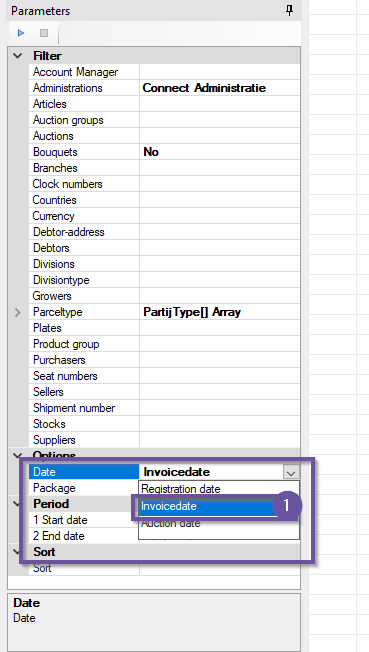 Parameters
Filter
Account Manager
Administrations Connect Administratie
Articles
Auction groups
Auctions
Bouquets No
Branches
Clock numbers
Countries
Currency
Debtor-address
Debtors
Divisions
Divisiontype
Growers
Parceltype PartijType[] Array
Plates
Product group
Purchasers
Seat numbers
Sellers
Shipment number
Stocks
Suppliers
Options
Date Invoicedate
Package Registration date
Period Invoicedate 1
1 Start date Auction date
2 End date
Sort
Sort
Date
Date